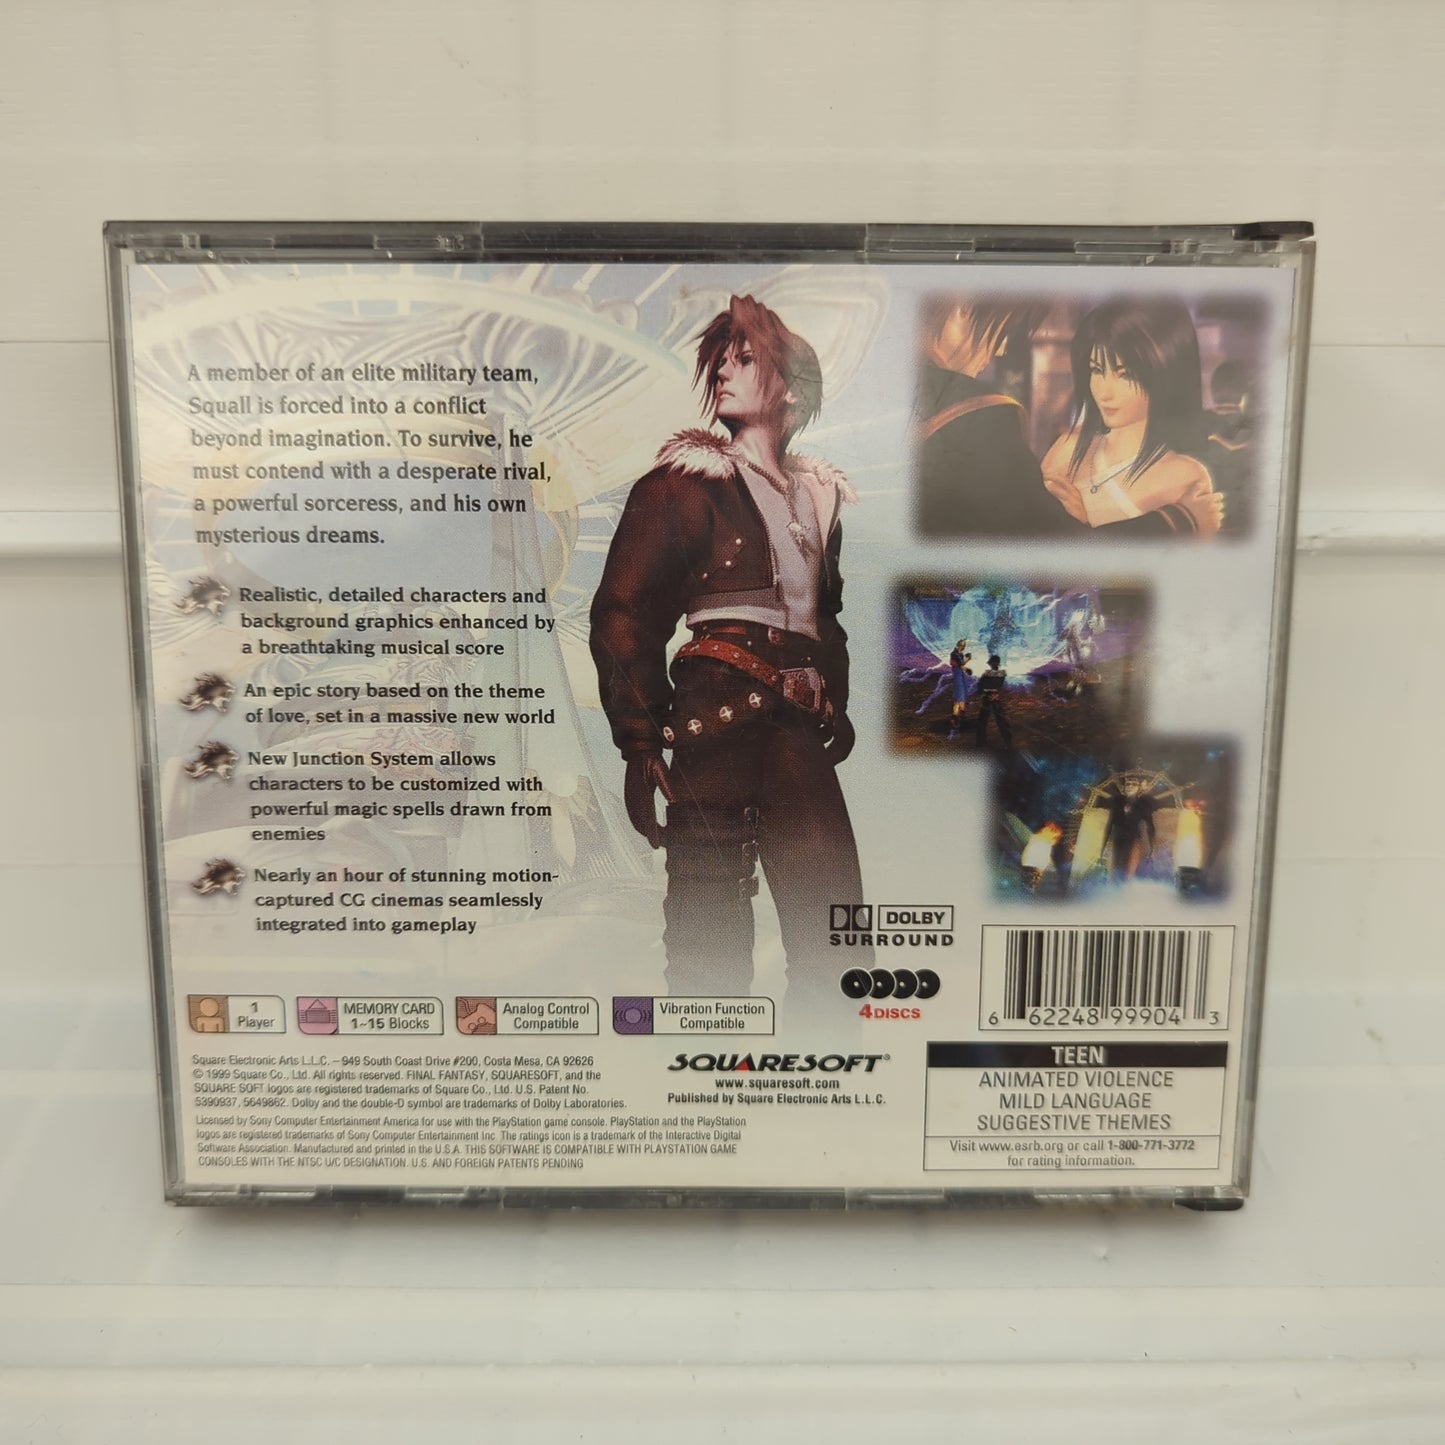 A member of an elite military team,
Squall is forced into a conflict
beyond imagination. To survive, he
must contend with a desperate rival,
a powerful sorceress, and his own
mysterious dreams.
Realistic, detailed characters and
background graphics enhanced by
a breathtaking musical score
An epic story based on the theme
of love, set in a massive new world
New Junction System allows
characters to be customized with
powerful magic spells drawn from
enemies
Nearly an hour of stunning motion-
captured CG cinemas seamlessly
integrated into gameplay
DOLBY
SURROUND
4 DISCS
6 62248 99904 3
1
Player
MEMORY CARD
1~15 Blocks
Analog Control
Compatible
Vibration Function
Compatible
Square Electronic Arts L.L.C. – 949 South Coast Drive #200, Costa Mesa, CA 92626
© 1999 Square Co., Ltd. All rights reserved. FINAL FANTASY, SQUARESOFT, and the
SQUARE SOFT logos are registered trademarks of Square Co., Ltd. U.S. Patent No.
5390937, 5649862. Dolby and the double-D symbol are trademarks of Dolby Laboratories.
Licensed by Sony Computer Entertainment America for use with the PlayStation game console. PlayStation and the PlayStation
logos are registered trademarks of Sony Computer Entertainment Inc. The ratings icon is a trademark of the Interactive Digital
Software Association. Manufactured and printed in the U.S.A. THIS SOFTWARE IS COMPATIBLE WITH PLAYSTATION GAME
CONSOLES WITH THE NTSC U/C DESIGNATION. U.S. AND FOREIGN PATENTS PENDING
SQUARESOFT®
www.squaresoft.com
Published by Square Electronic Arts L.L.C.
TEEN
ANIMATED VIOLENCE
MILD LANGUAGE
SUGGESTIVE THEMES
Visit www.esrb.org or call 1-800-771-3772
for rating information.